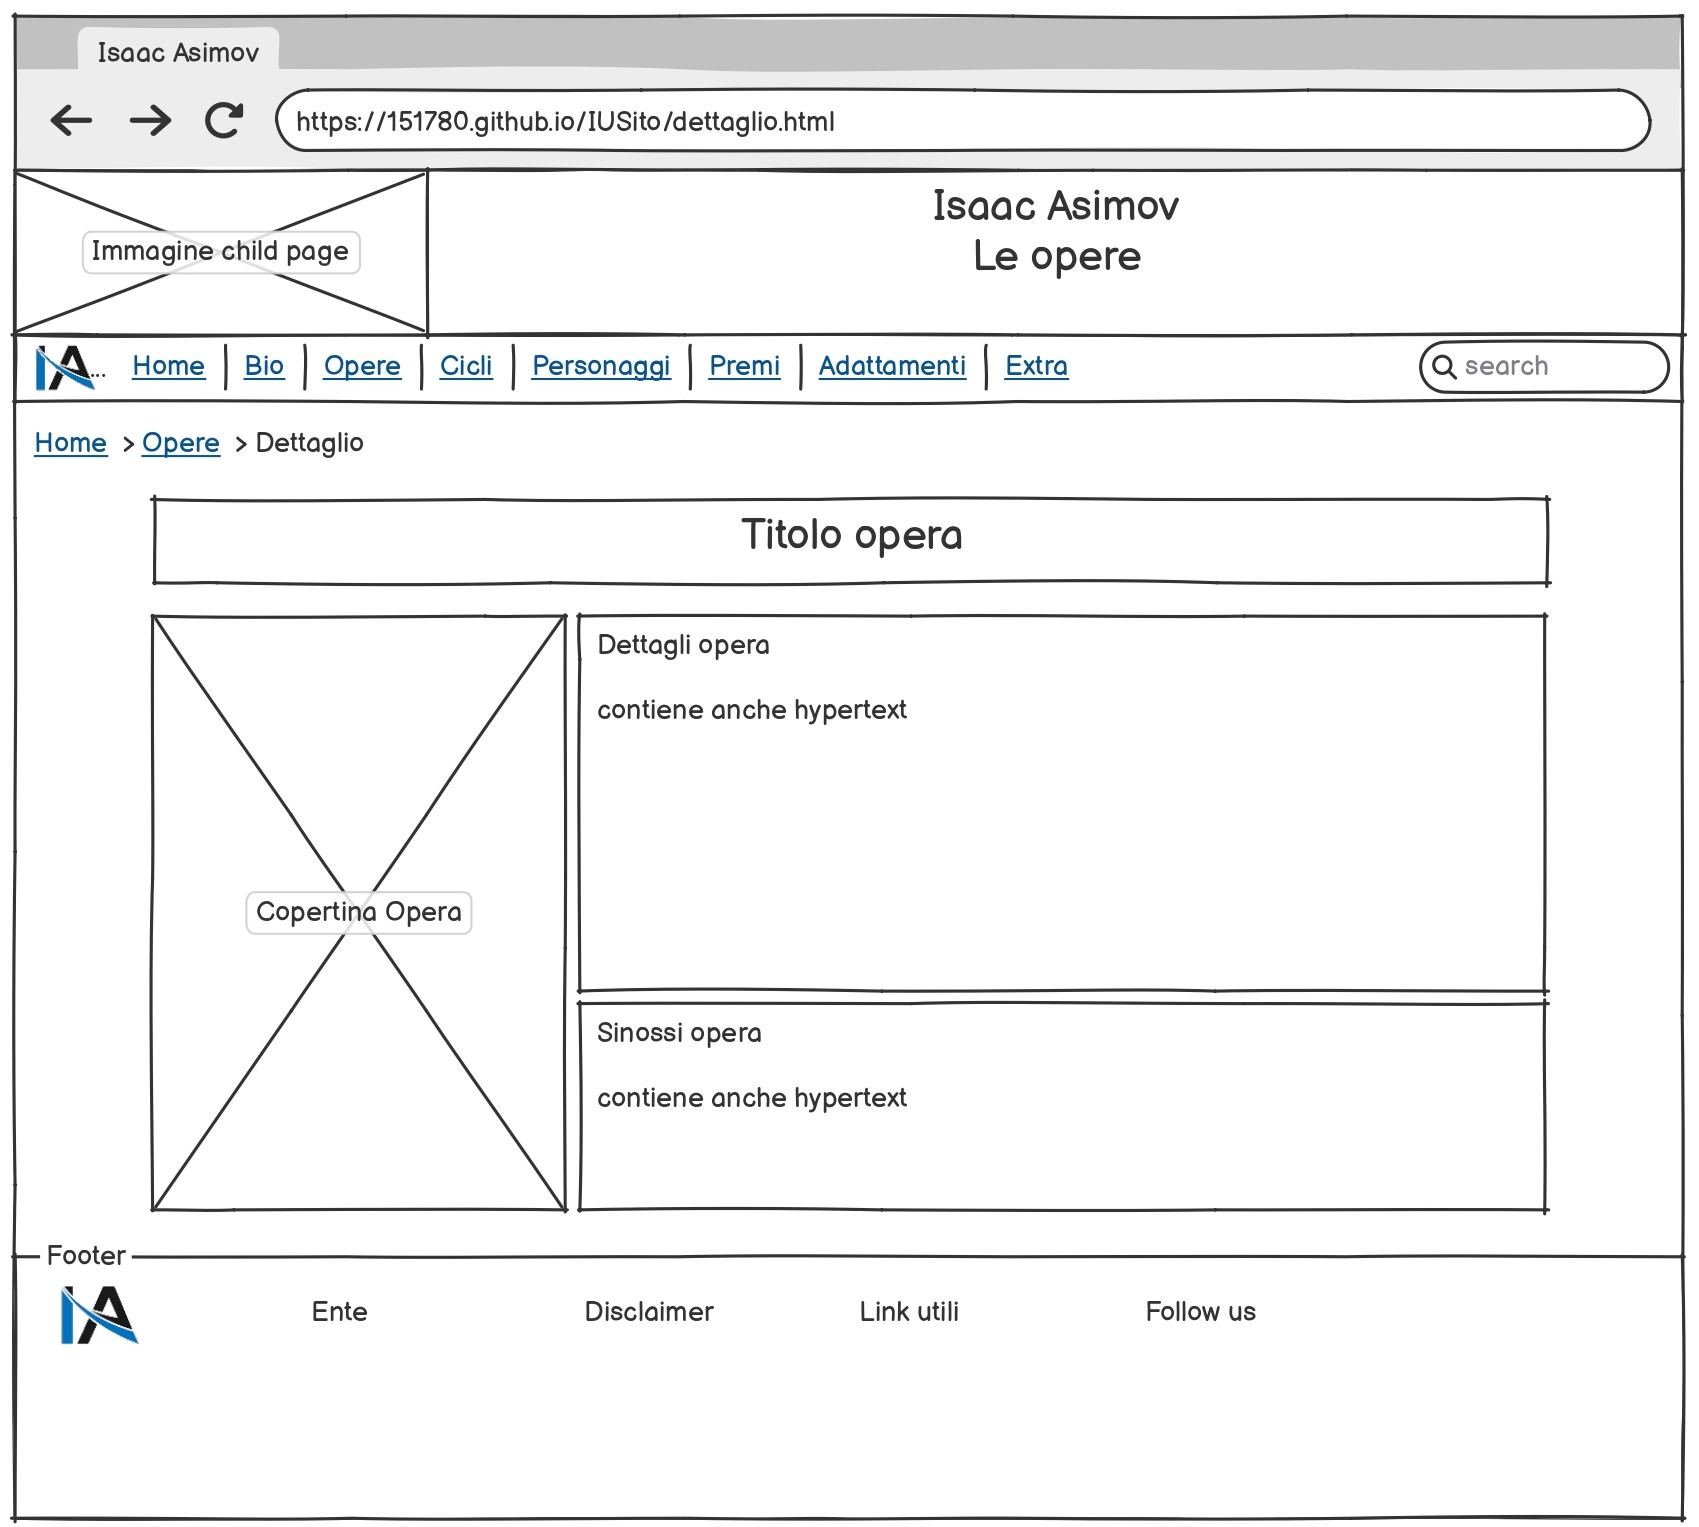 Isaac Asimov
https://151780.github.io/IUSito/dettaglio.html
Immagine child page
Isaac Asimov
Le opere
IA... Home Bio Opere Cicli Personaggi Premi Adattamenti Extra search
Home > Opere > Dettaglio
Titolo opera
Copertina Opera
Dettagli opera
contiene anche hypertext
Sinossi opera
contiene anche hypertext
Footer
IA Ente Disclaimer Link utili Follow us